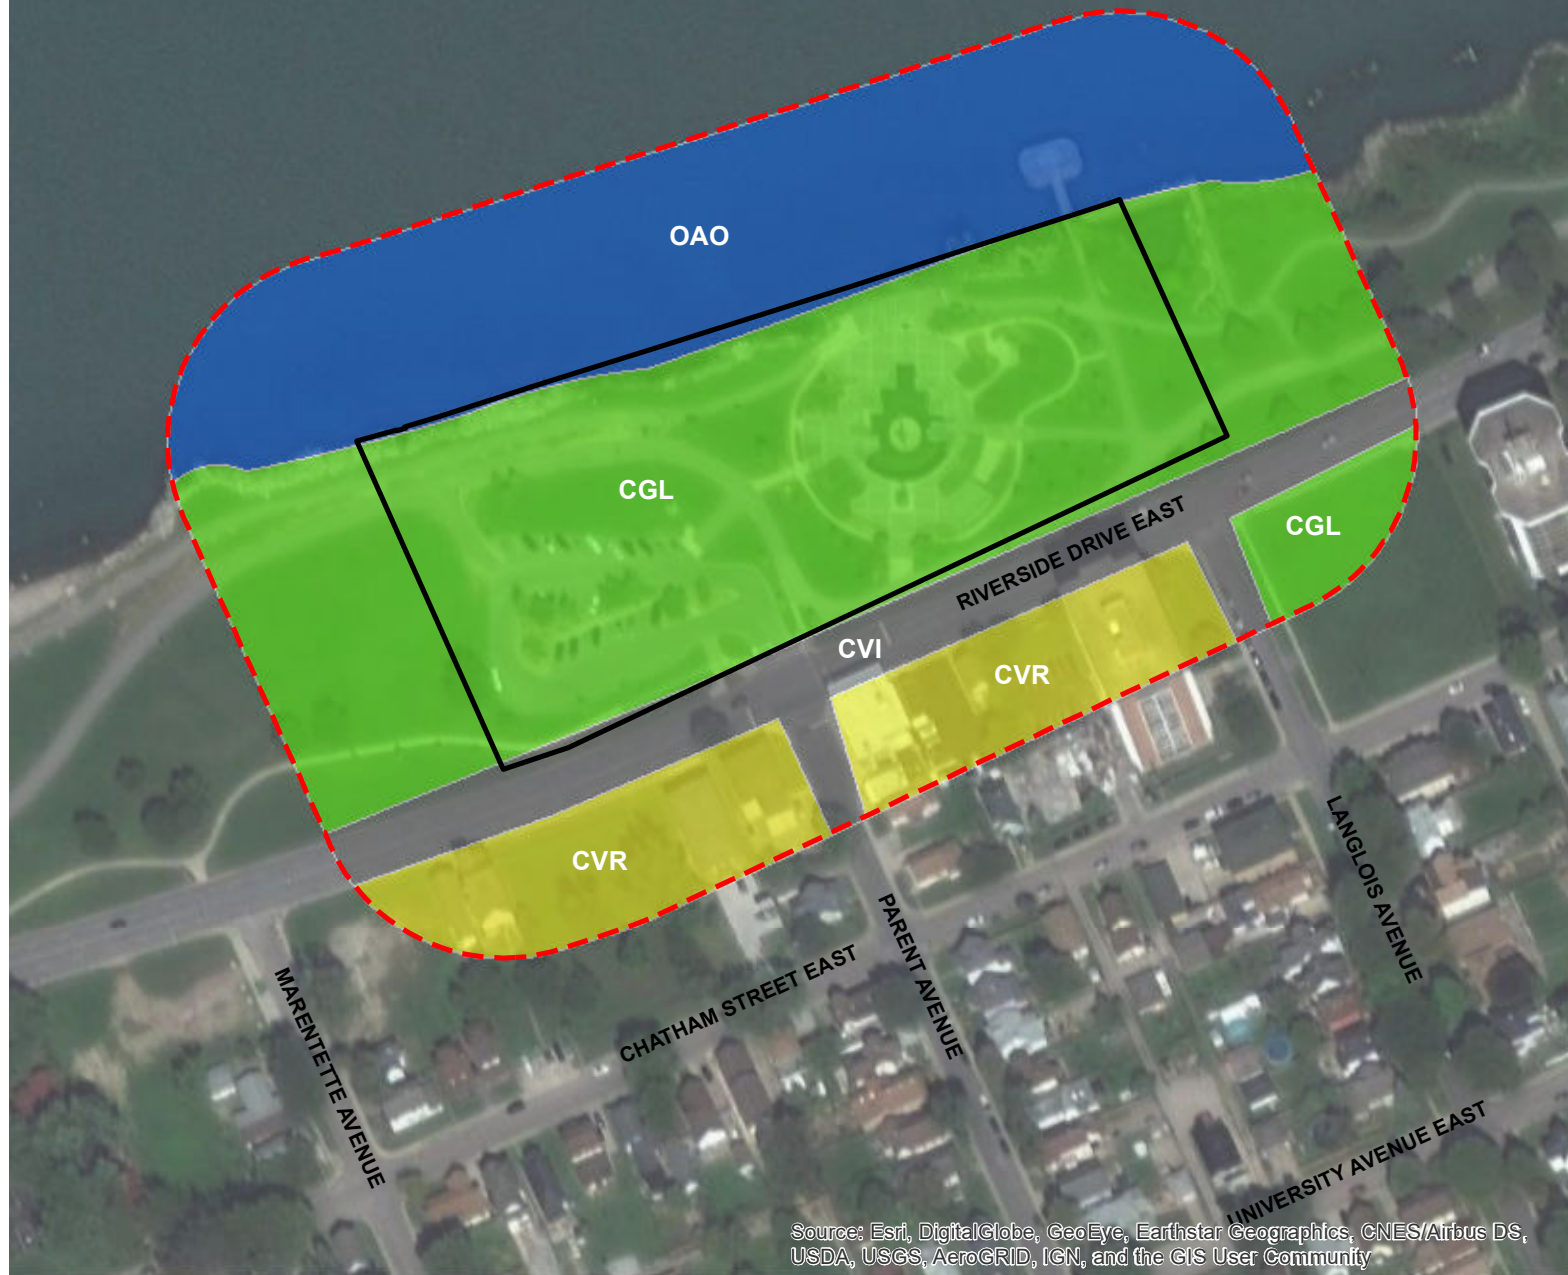 OAO
CGL
CGL
RIVERSIDE DRIVE EAST
CVI
CVR
CVR
LANGLOIS AVENUE
PARENT AVENUE
CHATHAM STREET EAST
MARENTETTE AVENUE
UNIVERSITY AVENUE EAST
Source: Esri, DigitalGlobe, GeoEye, Earthstar Geographics, CNES/Airbus DS,
USDA, USGS, AeroGRID, IGN, and the GIS User Community